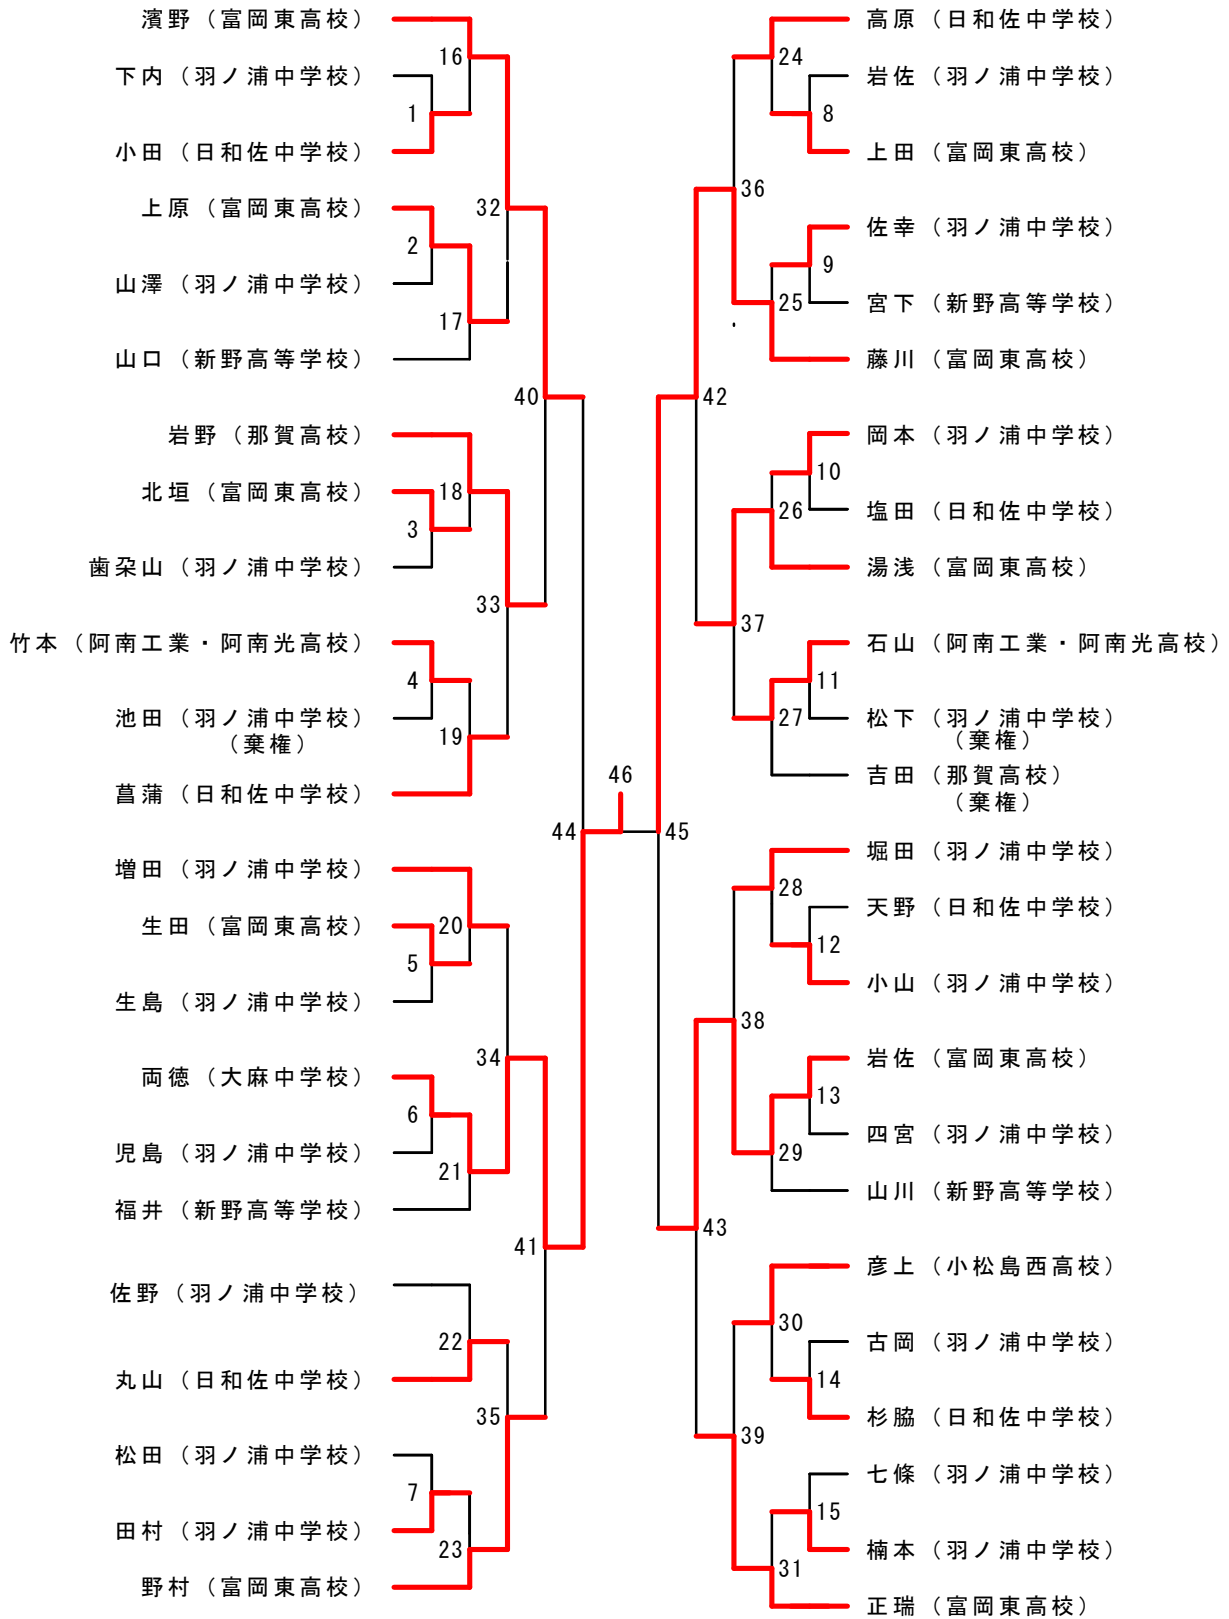 濱野（富岡東高校）
16
下内（羽ノ浦中学校）
1
小田（日和佐中学校）
上原（富岡東高校）
32
2
山澤（羽ノ浦中学校）
17
山口（新野高等学校）
40
岩野（那賀高校）
18
北垣（富岡東高校）
3
歯朶山（羽ノ浦中学校）
33
竹本（阿南工業・阿南光高校）
4
池田（羽ノ浦中学校）
（棄権）
19
菖蒲（日和佐中学校）
44
増田（羽ノ浦中学校）
20
生田（富岡東高校）
5
生島（羽ノ浦中学校）
34
両徳（大麻中学校）
6
児島（羽ノ浦中学校）
21
福井（新野高等学校）
41
佐野（羽ノ浦中学校）
22
丸山（日和佐中学校）
35
松田（羽ノ浦中学校）
7
田村（羽ノ浦中学校）
23
野村（富岡東高校）
46
高原（日和佐中学校）
24
岩佐（羽ノ浦中学校）
8
上田（富岡東高校）
36
佐幸（羽ノ浦中学校）
9
25
宮下（新野高等学校）
藤川（富岡東高校）
42
岡本（羽ノ浦中学校）
10
26
塩田（日和佐中学校）
湯浅（富岡東高校）
37
石山（阿南工業・阿南光高校）
11
27
松下（羽ノ浦中学校）
（棄権）
吉田（那賀高校）
（棄権）
45
堀田（羽ノ浦中学校）
28
天野（日和佐中学校）
12
小山（羽ノ浦中学校）
38
岩佐（富岡東高校）
13
四宮（羽ノ浦中学校）
29
山川（新野高等学校）
43
彦上（小松島西高校）
30
古岡（羽ノ浦中学校）
14
杉脇（日和佐中学校）
39
七條（羽ノ浦中学校）
15
楠本（羽ノ浦中学校）
31
正瑞（富岡東高校）